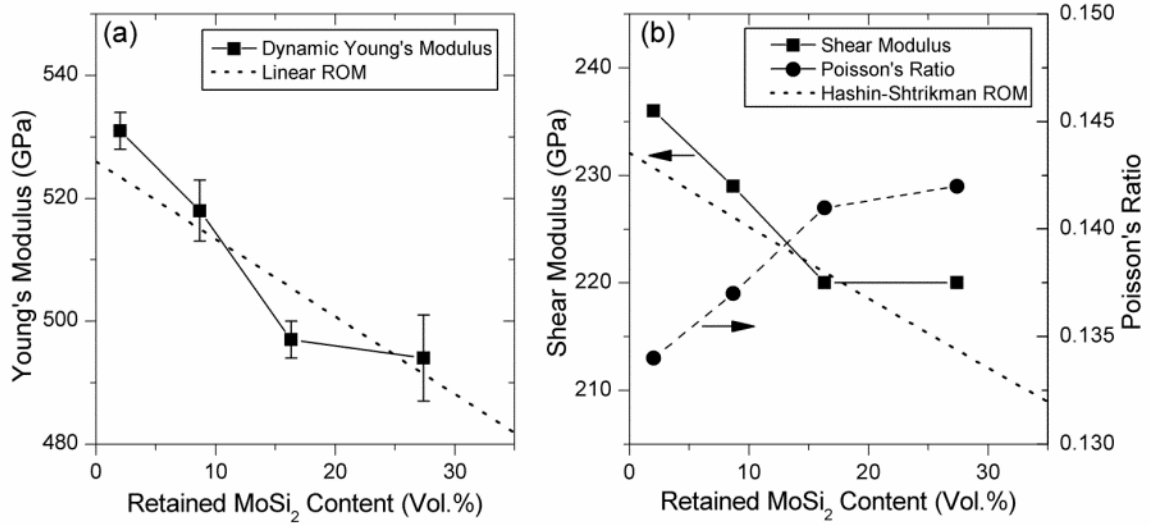 (a)
Dynamic Young's Modulus
Linear ROM
Young's Modulus (GPa)
540
520
500
480
0
10
20
30
Retained MoSi₂ Content (Vol.%)
(b)
Shear Modulus
Poisson's Ratio
Hashin-Shtrikman ROM
Shear Modulus (GPa)
240
230
220
210
0
10
20
30
Retained MoSi₂ Content (Vol.%)
0.150
0.145
0.140
0.135
0.130
Poisson's Ratio